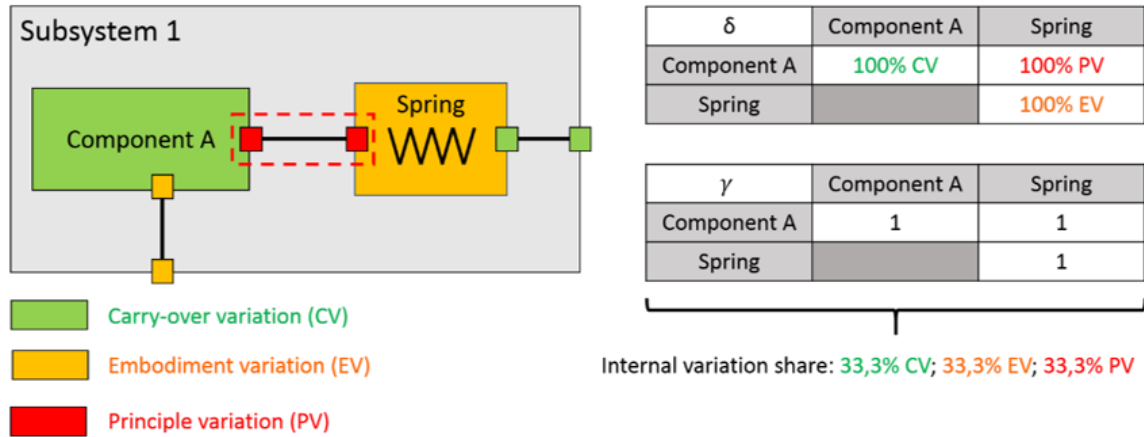 Subsystem 1
Component A
Spring
Carry-over variation (CV)
Embodiment variation (EV)
Principle variation (PV)
δ Component A Spring
Component A 100% CV 100% PV
Spring 100% EV
γ Component A Spring
Component A 1 1
Spring 1
Internal variation share: 33,3% CV; 33,3% EV; 33,3% PV